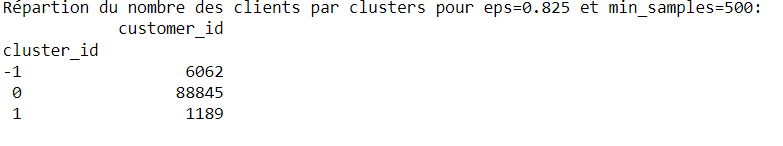 Répartion du nombre des clients par clusters pour eps=0.825 et min_samples=500:
customer_id
cluster_id
-1 6062
0 88845
1 1189